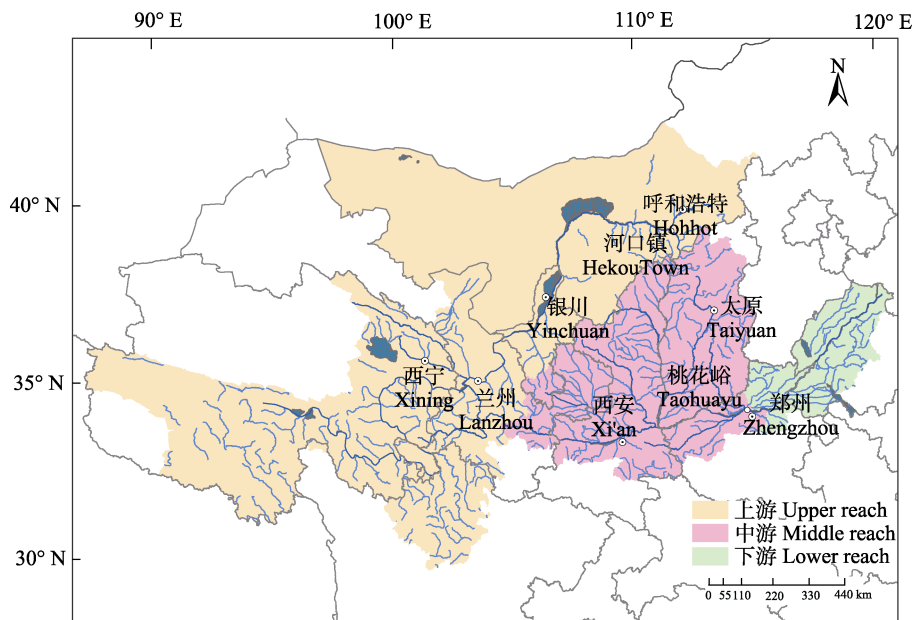 90° E
100° E
110° E
120° E
N
40° N
35° N
30° N
呼和浩特
Hohhot
河口镇
HekouTown
银川
Yinchuan
太原
Taiyuan
西宁
Xining
兰州
Lanzhou
西安
Xi'an
桃花峪
Taohuayu
郑州
Zhengzhou
上游 Upper reach
中游 Middle reach
下游 Lower reach
0 55 110 220 330 440 km